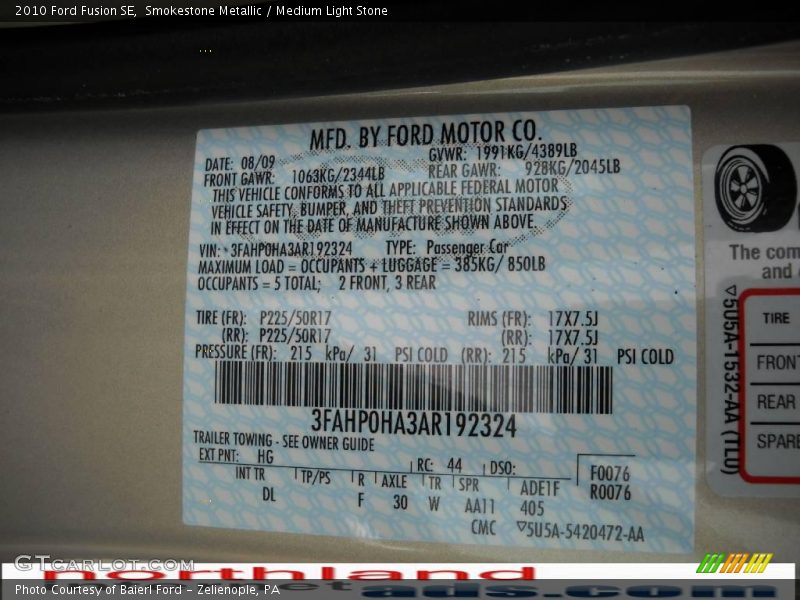 2010 Ford Fusion SE, Smokestone Metallic / Medium Light Stone
MFD. BY FORD MOTOR CO.
DATE: 08/09 GVWR: 1991KG/4389LB
FRONT GAWR: 1063KG/2344LB REAR GAWR: 928KG/2045LB
THIS VEHICLE CONFORMS TO ALL APPLICABLE FEDERAL MOTOR
VEHICLE SAFETY, BUMPER, AND THEFT PREVENTION STANDARDS
IN EFFECT ON THE DATE OF MANUFACTURE SHOWN ABOVE.
VIN: *3FAHP0HA3AR192324 TYPE: Passenger Car
MAXIMUM LOAD = OCCUPANTS + LUGGAGE = 385KG/ 850LB
OCCUPANTS = 5 TOTAL; 2 FRONT, 3 REAR
TIRE (FR): P225/50R17 RIMS (FR): 17X7.5J
(RR): P225/50R17 (RR): 17X7.5J
PRESSURE (FR): 215 kPa/ 31 PSI COLD (RR): 215 kPa/ 31 PSI COLD
3FAHP0HA3AR192324
TRAILER TOWING - SEE OWNER GUIDE
EXT PNT: HG RC: 44 DSO: F0076
INT TR TP/PS R AXLE TR SPR ADE1F R0076
DL F 30 W AA11 405
CMC ▽5U5A-5420472-AA
The com
and
▽5U5A-1532-AA (TLO)
TIRE
FRONT
REAR
SPARE
GTCarLot.com
northland
ads.com
Photo Courtesy of Baierl Ford - Zelienople, PA